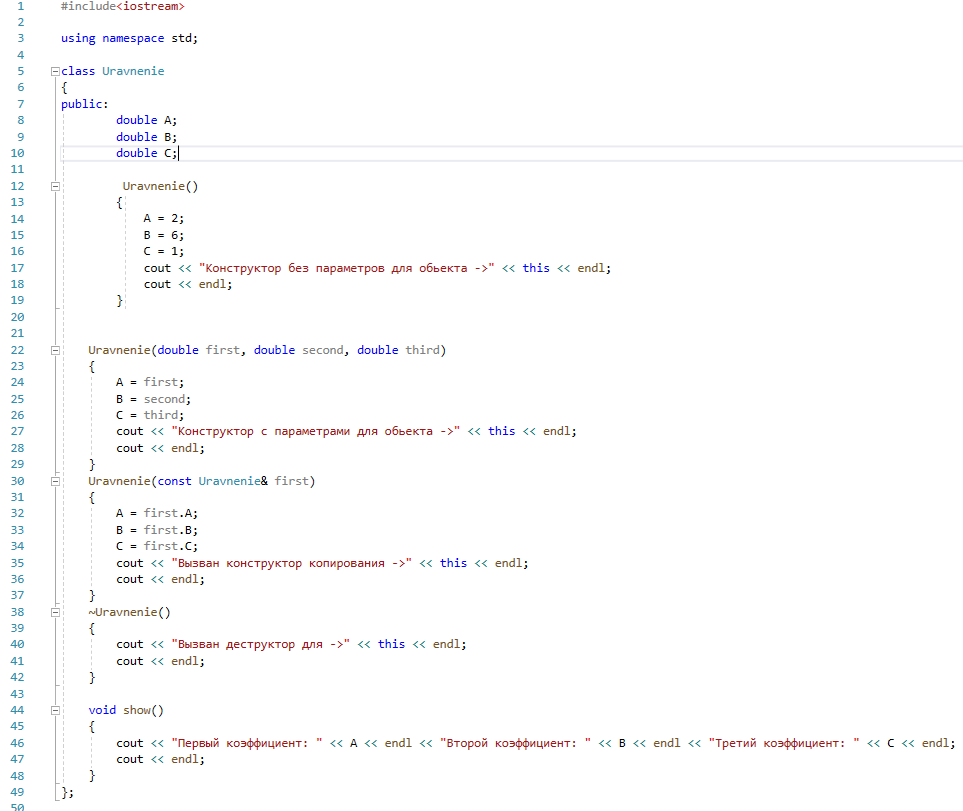 1 #include<iostream>
2
3 using namespace std;
4
5 class Uravnenie
6 {
7 public:
8 double A;
9 double B;
10 double C;
11
12 Uravnenie()
13 {
14 A = 2;
15 B = 6;
16 C = 1;
17 cout << "Конструктор без параметров для обьекта ->" << this << endl;
18 cout << endl;
19 }
20
21
22 Uravnenie(double first, double second, double third)
23 {
24 A = first;
25 B = second;
26 C = third;
27 cout << "Конструктор с параметрами для обьекта ->" << this << endl;
28 cout << endl;
29 }
30 Uravnenie(const Uravnenie& first)
31 {
32 A = first.A;
33 B = first.B;
34 C = first.C;
35 cout << "Вызван конструктор копирования ->" << this << endl;
36 cout << endl;
37 }
38 ~Uravnenie()
39 {
40 cout << "Вызван деструктор для ->" << this << endl;
41 cout << endl;
42 }
43
44 void show()
45 {
46 cout << "Первый коэффициент: " << A << endl << "Второй коэффициент: " << B << endl << "Третий коэффициент: " << C << endl;
47 cout << endl;
48 }
49 };
50